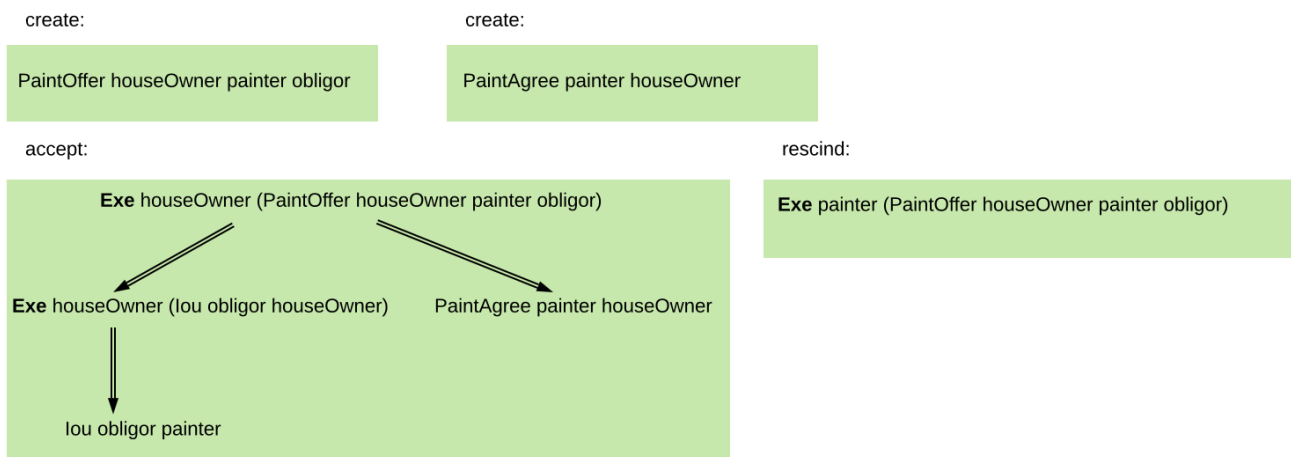 create:
create:
PaintOffer houseOwner painter obligor
PaintAgree painter houseOwner
accept:
rescind:
Exe houseOwner (PaintOffer houseOwner painter obligor)
Exe painter (PaintOffer houseOwner painter obligor)
Exe houseOwner (Iou obligor houseOwner)
PaintAgree painter houseOwner
Iou obligor painter